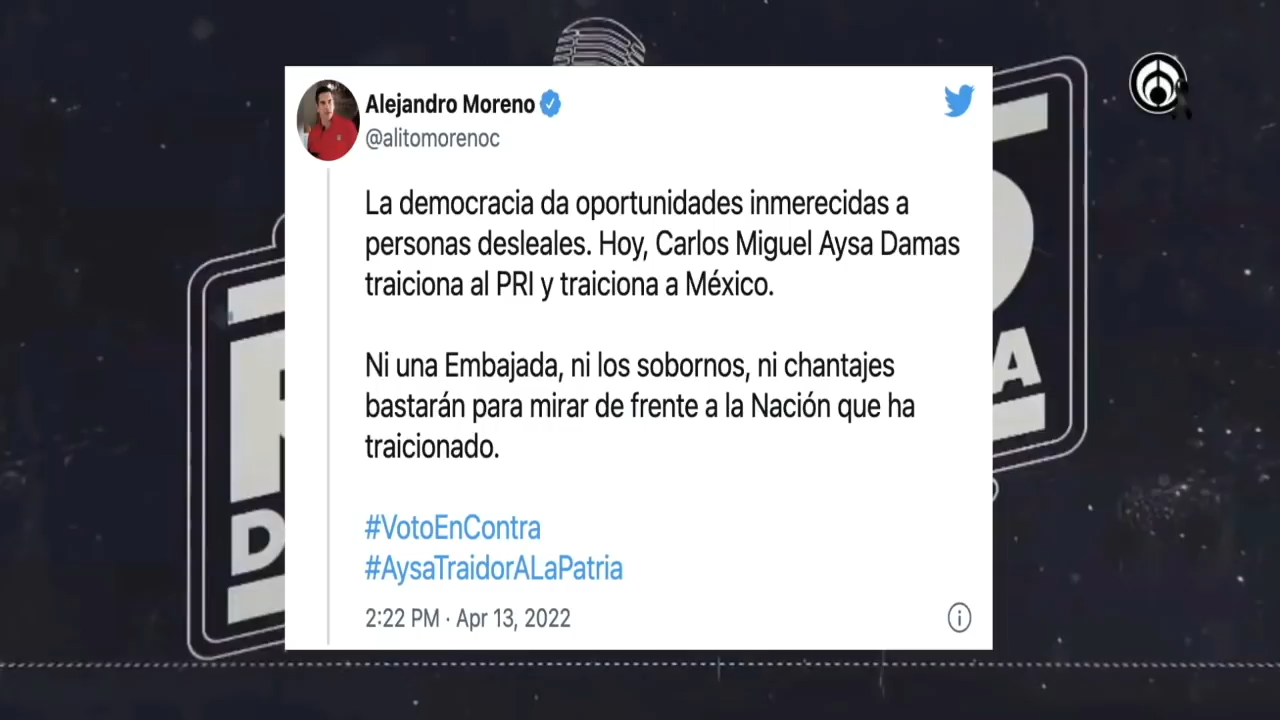 Alejandro Moreno
@alitomorenoc
La democracia da oportunidades inmerecidas a
personas desleales. Hoy, Carlos Miguel Aysa Damas
traiciona al PRI y traiciona a México.
Ni una Embajada, ni los sobornos, ni chantajes
bastarán para mirar de frente a la Nación que ha
traicionado.
#VotoEnContra
#AysaTraidorALaPatria
2:22 PM · Apr 13, 2022